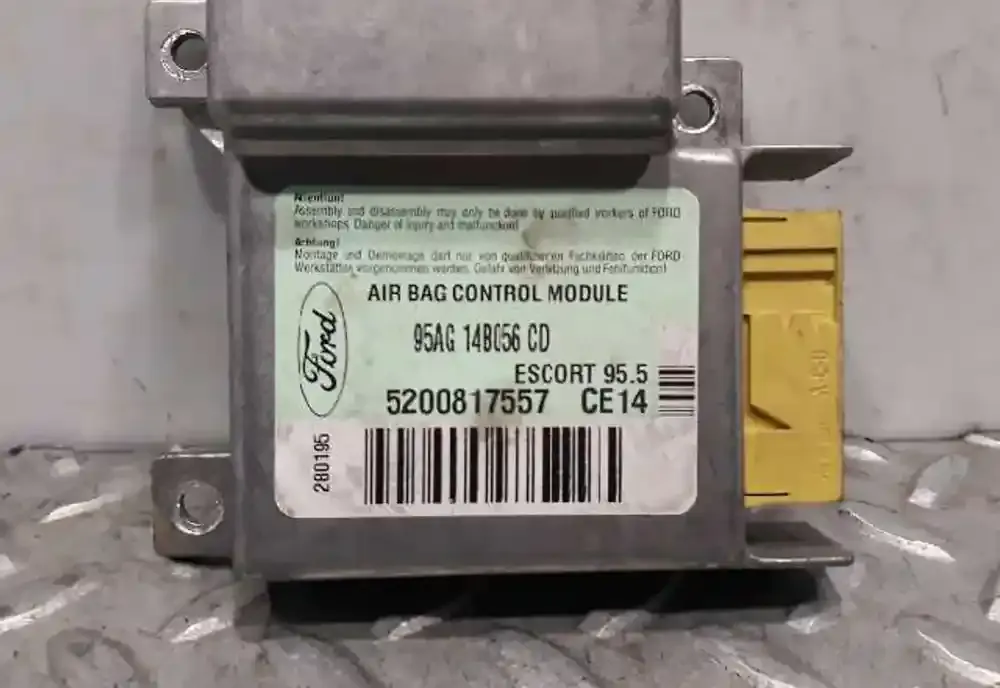 Attention!
Assembly and disassembly may only be done by qualified workers of FORD
workshops. Danger of injury and malfunction!
Achtung!
Montage und Demontage darf nur von qualifizierten Fachkräften der FORD
Werkstätten vorgenommen werden. Gefahr von Verletzung und Fehlfunktion!
AIR BAG CONTROL MODULE
Ford
95AG 14B056 CD
ESCORT 95.5
5200817557 CE14
280195